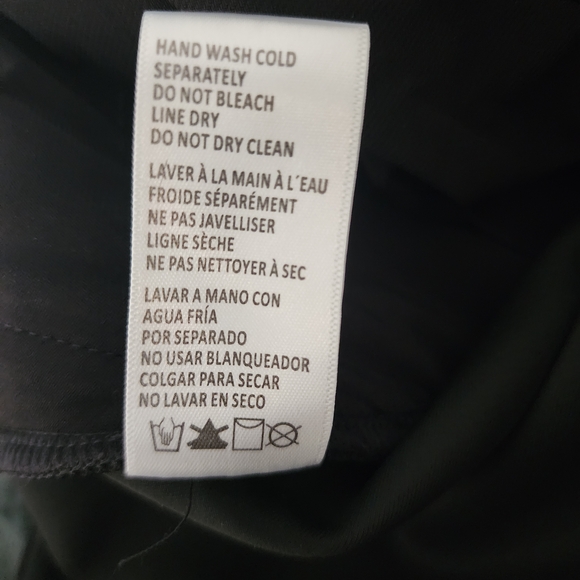 HAND WASH COLD
SEPARATELY
DO NOT BLEACH
LINE DRY
DO NOT DRY CLEAN
LAVER À LA MAIN À L´EAU
FROIDE SÉPARÉMENT
NE PAS JAVELLISER
LIGNE SÈCHE
NE PAS NETTOYER À SEC
LAVAR A MANO CON
AGUA FRÍA
POR SEPARADO
NO USAR BLANQUEADOR
COLGAR PARA SECAR
NO LAVAR EN SECO